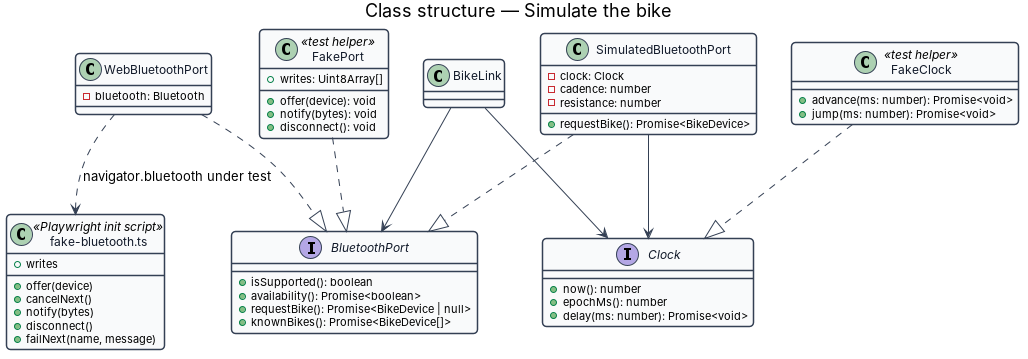 Class structure — Simulate the bike
C WebBluetoothPort
bluetooth: Bluetooth
C «test helper»
FakePort
writes: Uint8Array[]
offer(device): void
notify(bytes): void
disconnect(): void
C BikeLink
C SimulatedBluetoothPort
clock: Clock
cadence: number
resistance: number
requestBike(): Promise<BikeDevice>
C «test helper»
FakeClock
advance(ms: number): Promise<void>
jump(ms: number): Promise<void>
navigator.bluetooth under test
C «Playwright init script»
fake-bluetooth.ts
writes
offer(device)
cancelNext()
notify(bytes)
disconnect()
failNext(name, message)
I BluetoothPort
isSupported(): boolean
availability(): Promise<boolean>
requestBike(): Promise<BikeDevice | null>
knownBikes(): Promise<BikeDevice[]>
I Clock
now(): number
epochMs(): number
delay(ms: number): Promise<void>